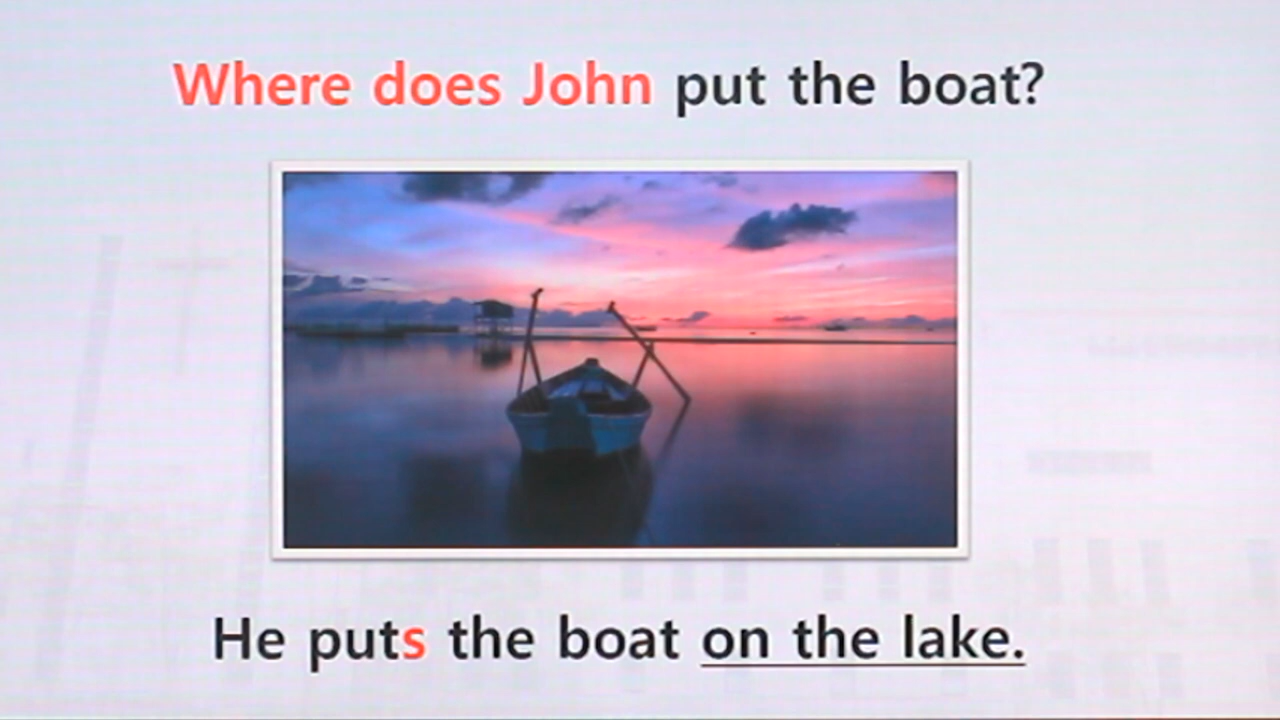 Where does John put the boat?
He puts the boat on the lake.